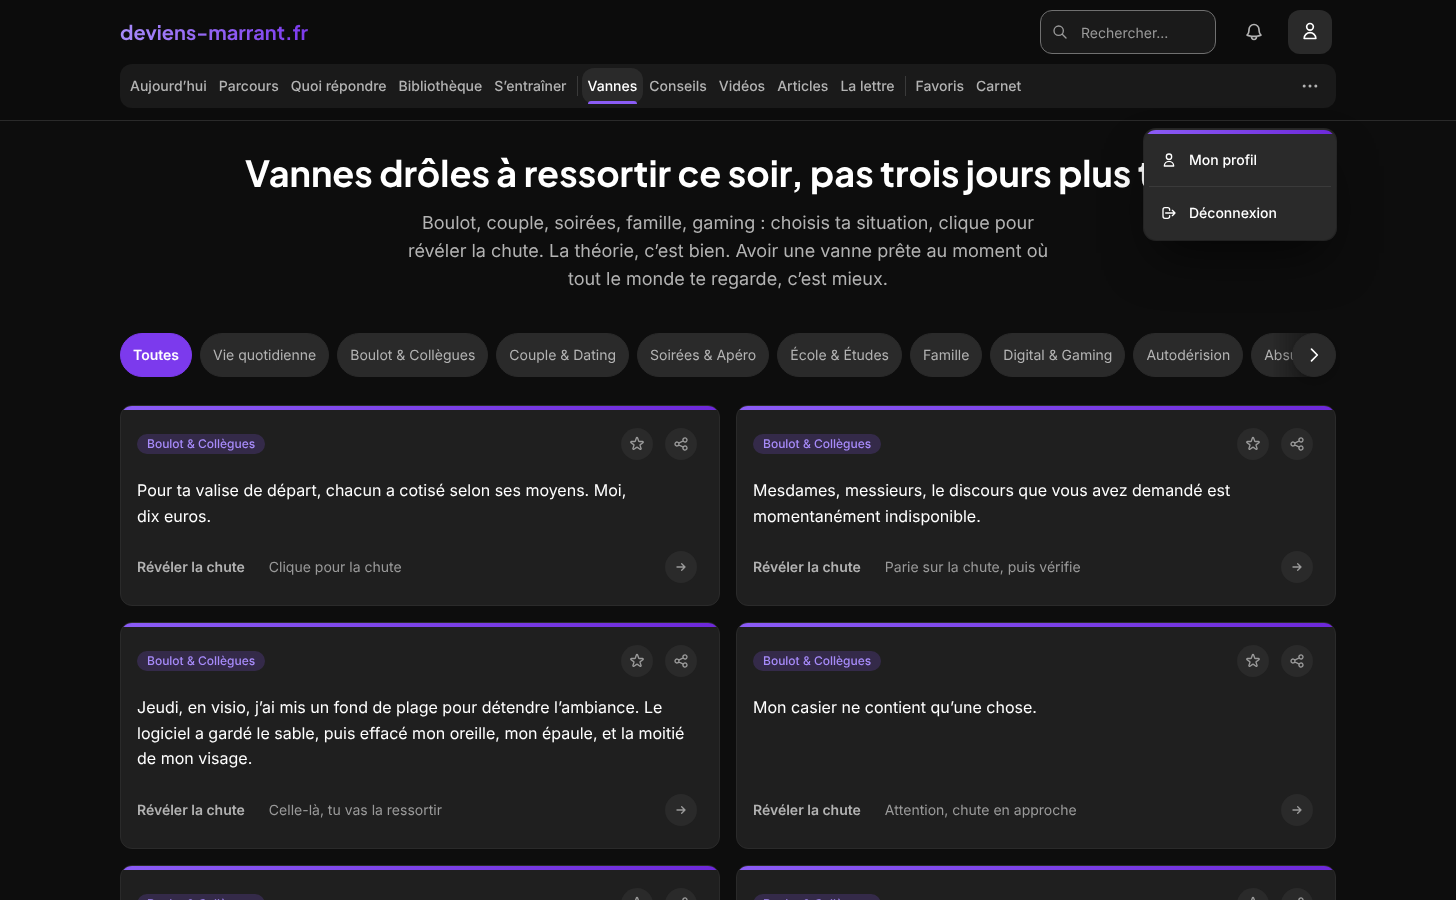 deviens-marrant.fr
Rechercher...
Aujourd’hui Parcours Quoi répondre Bibliothèque S’entraîner Vannes Conseils Vidéos Articles La lettre Favoris Carnet
Mon profil
Déconnexion
Vannes drôles à ressortir ce soir, pas trois jours plus
Boulot, couple, soirées, famille, gaming : choisis ta situation, clique pour
révéler la chute. La théorie, c’est bien. Avoir une vanne prête au moment où
tout le monde te regarde, c’est mieux.
Toutes Vie quotidienne Boulot & Collègues Couple & Dating Soirées & Apéro École & Études Famille Digital & Gaming Autodérision
Boulot & Collègues
Pour ta valise de départ, chacun a cotisé selon ses moyens. Moi,
dix euros.
Révéler la chute Clique pour la chute
Boulot & Collègues
Mesdames, messieurs, le discours que vous avez demandé est
momentanément indisponible.
Révéler la chute Parie sur la chute, puis vérifie
Boulot & Collègues
Jeudi, en visio, j’ai mis un fond de plage pour détendre l’ambiance. Le
logiciel a gardé le sable, puis effacé mon oreille, mon épaule, et la moitié
de mon visage.
Révéler la chute Celle-là, tu vas la ressortir
Boulot & Collègues
Mon casier ne contient qu’une chose.
Révéler la chute Attention, chute en approche